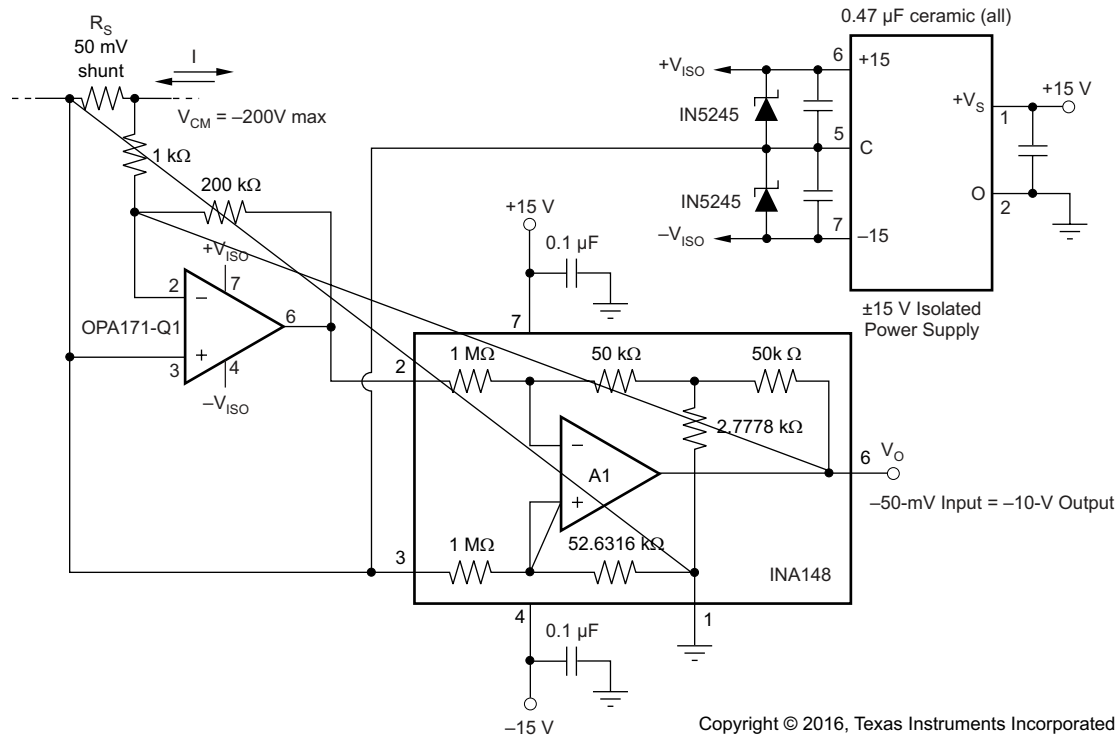 R_S
50 mV
shunt
I
V_CM = –200V max
1 kΩ
200 kΩ
+V_ISO
2
7
–
OPA171-Q1
6
+
3
4
–V_ISO
0.47 µF ceramic (all)
+V_ISO
6
+15
IN5245
+V_S
+15 V
1
5
C
IN5245
O
2
–V_ISO
7
–15
±15 V Isolated
Power Supply
+15 V
0.1 µF
7
2
1 MΩ
50 kΩ
50k Ω
2.7778 kΩ
–
A1
+
6
V_O
–50-mV Input = –10-V Output
3
1 MΩ
52.6316 kΩ
INA148
4
1
0.1 µF
–15 V
Copyright © 2016, Texas Instruments Incorporated